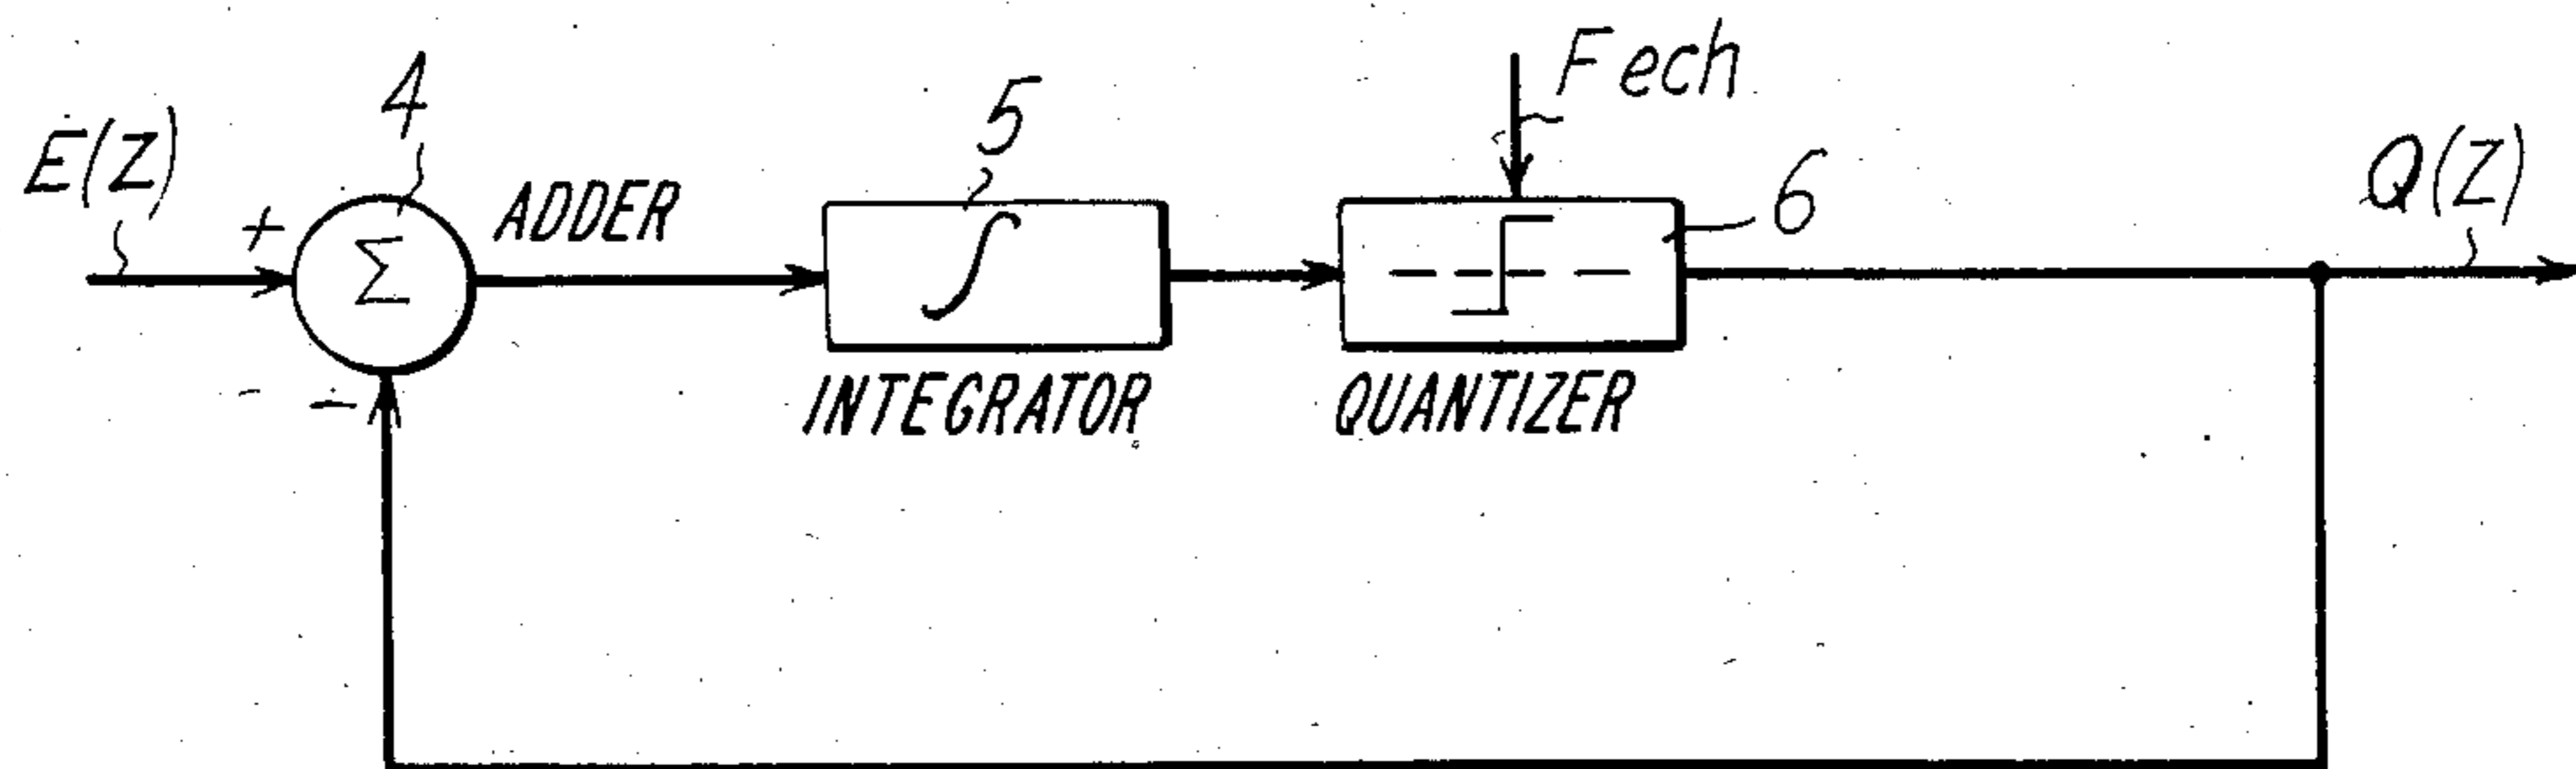 E(Z)
+
4
Σ
ADDER
5
∫
INTEGRATOR
Fech
6
QUANTIZER
Q(Z)
-